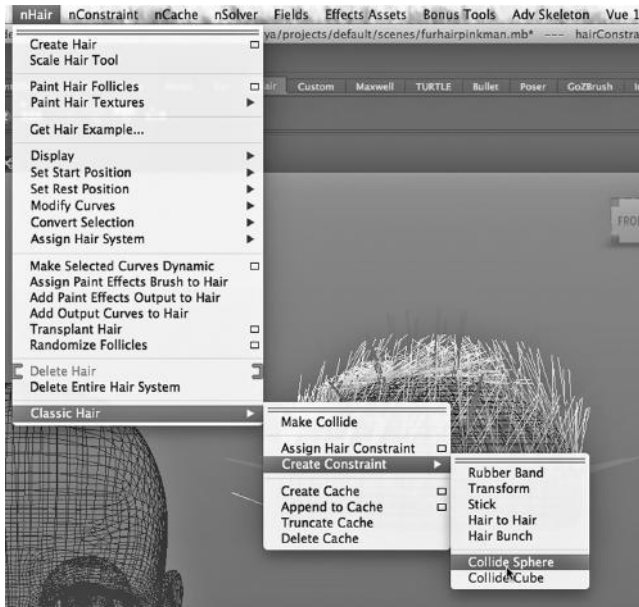 nHair nConstraint nCache nSolver Fields Effects Assets Bonus Tools Adv Skeleton Vue 1
ya/projects/default/scenes/furhairpinkman.mb* --- hairConstra
Custom Maxwell TURTLE Bullet Poser GoZBrush
Create Hair
Scale Hair Tool
Paint Hair Follicles
Paint Hair Textures
Get Hair Example...
Display
Set Start Position
Set Rest Position
Modify Curves
Convert Selection
Assign Hair System
Make Selected Curves Dynamic
Assign Paint Effects Brush to Hair
Add Paint Effects Output to Hair
Add Output Curves to Hair
Transplant Hair
Randomize Follicles
Delete Hair
Delete Entire Hair System
Classic Hair
Make Collide
Assign Hair Constraint
Create Constraint
Create Cache
Append to Cache
Truncate Cache
Delete Cache
Rubber Band
Transform
Stick
Hair to Hair
Hair Bunch
Collide Sphere
Collide Cube
FRO